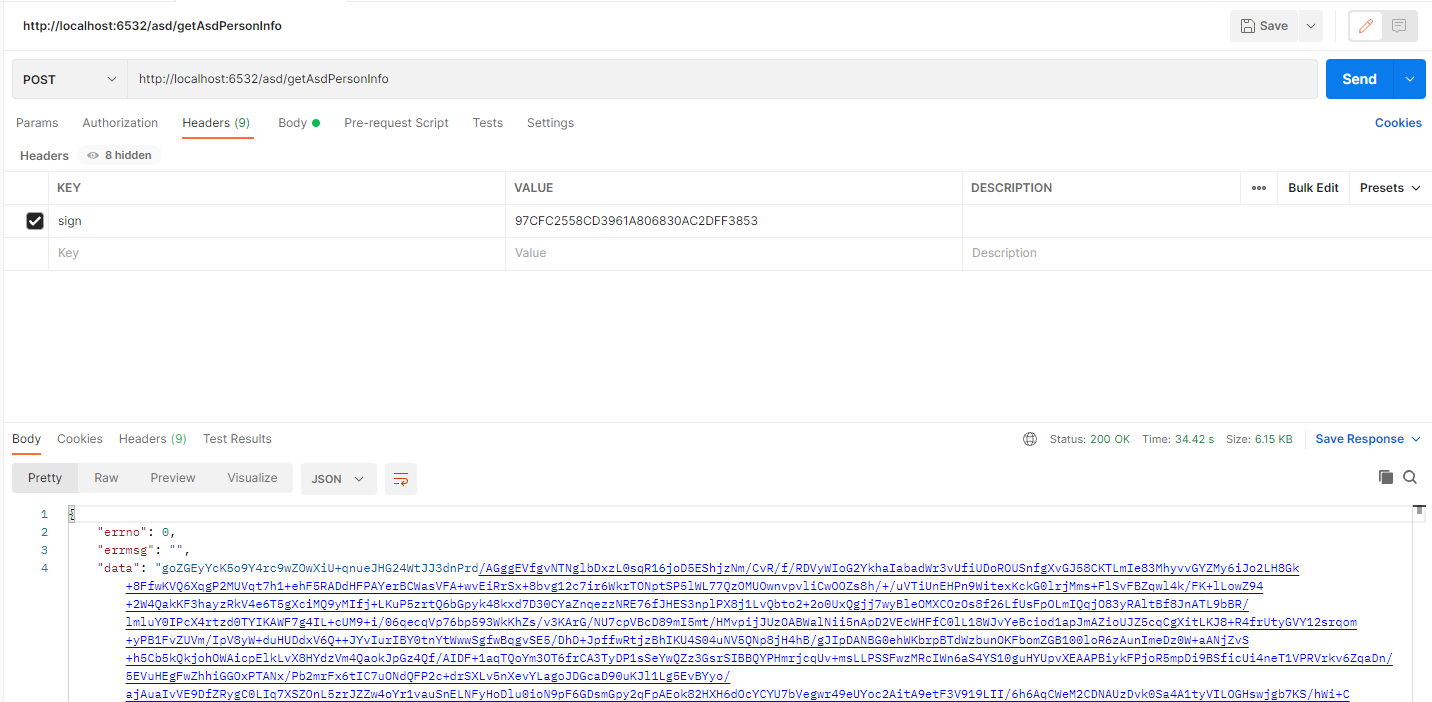 http://localhost:6532/asd/getAsdPersonInfo
Save
POST
http://localhost:6532/asd/getAsdPersonInfo
Send
Params Authorization Headers (9) Body Pre-request Script Tests Settings Cookies
Headers 8 hidden
KEY VALUE DESCRIPTION ••• Bulk Edit Presets
sign 97CFC2558CD3961A806830AC2DFF3853
Key Value Description
Body Cookies Headers (9) Test Results Status: 200 OK Time: 34.42 s Size: 6.15 KB Save Response
Pretty Raw Preview Visualize JSON
1 {
2 "errno": 0,
3 "errmsg": "",
4 "data": "goZGEyYcK5o9Y4rc9wZOwXiU+qnueJHG24WtJJ3dnPrd/AGggEVfgvNTNglbDxzL0sqR16joD5EShjzNm/CvR/f/RDVyWIoG2YkhaIabadWr3vUfiUDoROUSnfgXvGJ58CKTLmIe83MhyvvGYZMy6iJo2LH8Gk
+8FfwKVQ6XqgP2MUVqt7h1+ehF5RADdHFPAYerBCWasVFA+wvEiRrSx+8bvg12c7ir6WkrTONptSP5lWL77QzOMUOwnvpvliCwOOZs8h/+/uVTiUnEHPn9WitexKckG0lrjMms+FlSvFBZqwl4k/FK+lLowZ94
+2W4QakKF3hayzRkV4e6T5gXciMQ9yMIfj+LKuP5zrtQ6bGpyk48kxd7D30CYaZnqezzNRE76fJHES3nplPX8j1LvQbto2+2o0UxQgjj7wyBleOMXCOzOs8f26LfUsFpOLmIQqjO83yRAltBf8JnATL9bBR/
lmluY0IPcX4rtzd0TYIKAWF7g4IL+cUM9+i/06qecqVp76bp593WkKhZs/v3KArG/NU7cpVBcD89mI5mt/HMvpijJUzOABWalNii5nApD2VEcWHFfC0lL18WJvYeBciod1apJmAZioUJZ5cqCgXitLKJ8+R4frUtyGVY12srqom
+yPB1FvZUVm/IpV8yW+duHUDdxV6Q++JYvIurIBY0tnYtWwwSgfwBqgvSE5/DhD+JpffwRtjzBhIKU4S04uNV5QNp8jH4hB/gJIpDANBG0ehWKbrpBTdWzbunOKFbomZGB100loR6zAunImeDz0W+aANjZvS
+h5Cb5kQkjohOWAicpElkLvX8HYdzVm4QaokJpGz4Qf/AIDF+1aqTQoYm3OT6frCA3TyDP1sSeYwQZz3GsrSIBBQYPHmrjcqUv+msLLPSSFwzMRcIWn6aS4YS10guHYUpvXEAAPBiykFPjoR5mpDi9BSficUi4neT1VPRVrkv6ZqaDn/
5EVuHEgFwZhhiGGOxPTANx/Pb2mrFx6tIC7uONdQFP2c+drSXLv5nXevYLagoJDGcaD90uKJl1Lg5EvBYyo/
ajAuaIvVE9DfZRygC0LIq7XSZOnL5zrJZZw4oYr1vauSnELNFyHoDlu0ioN9pF6GDsmGpy2qFpAEok82HXH6dOcYCYU7bVegwr49eUYoc2AitA9etF3V919LII/6h6AqCWeM2CDNAUzDvk0Sa4A1tyVILOGHswjgb7KS/hWi+C